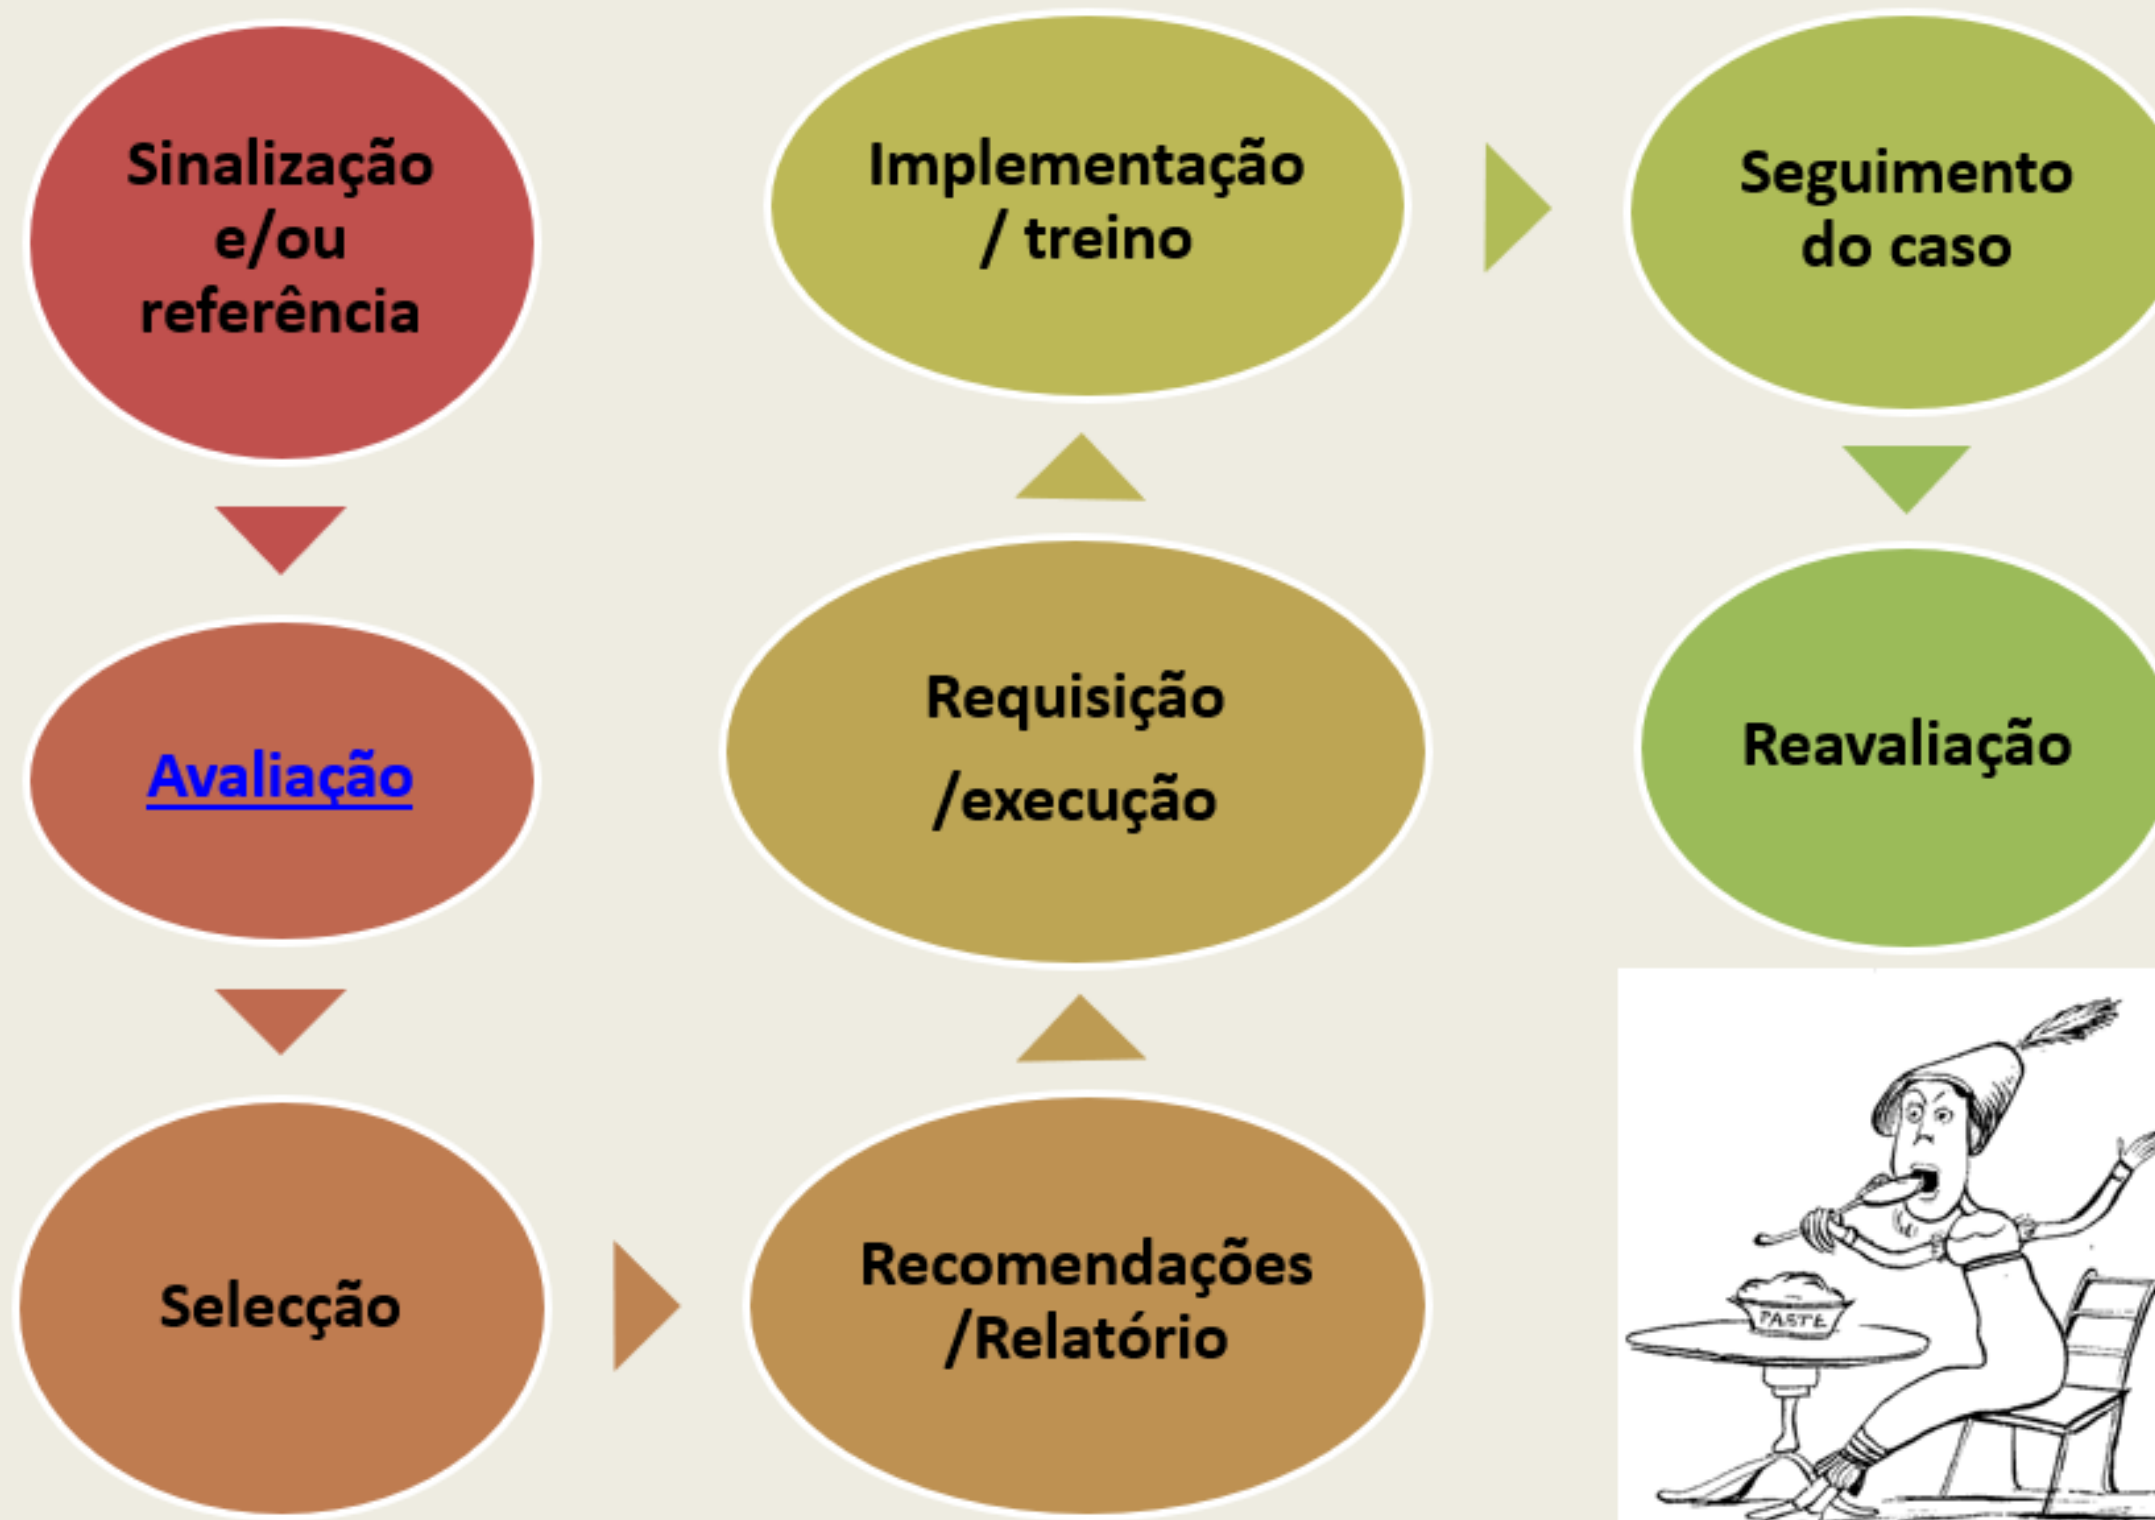 Sinalização
e/ou
referência
Avaliação
Selecção
Recomendações
/Relatório
Requisição
/execução
Implementação
/ treino
Seguimento
do caso
Reavaliação
PASTE